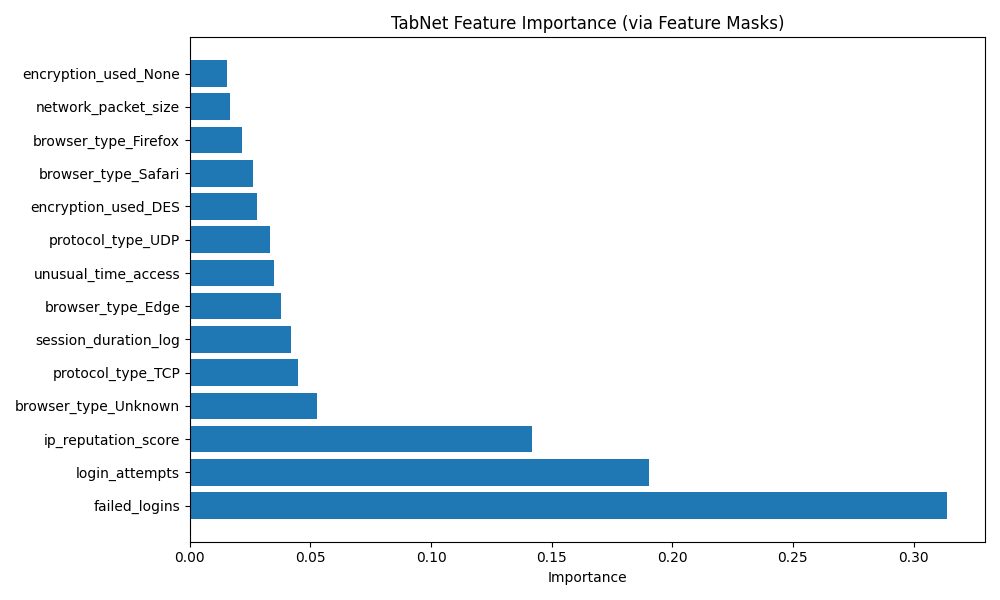 TabNet Feature Importance (via Feature Masks)
encryption_used_None
network_packet_size
browser_type_Firefox
browser_type_Safari
encryption_used_DES
protocol_type_UDP
unusual_time_access
browser_type_Edge
session_duration_log
protocol_type_TCP
browser_type_Unknown
ip_reputation_score
login_attempts
failed_logins
0.00 0.05 0.10 0.15 0.20 0.25 0.30
Importance